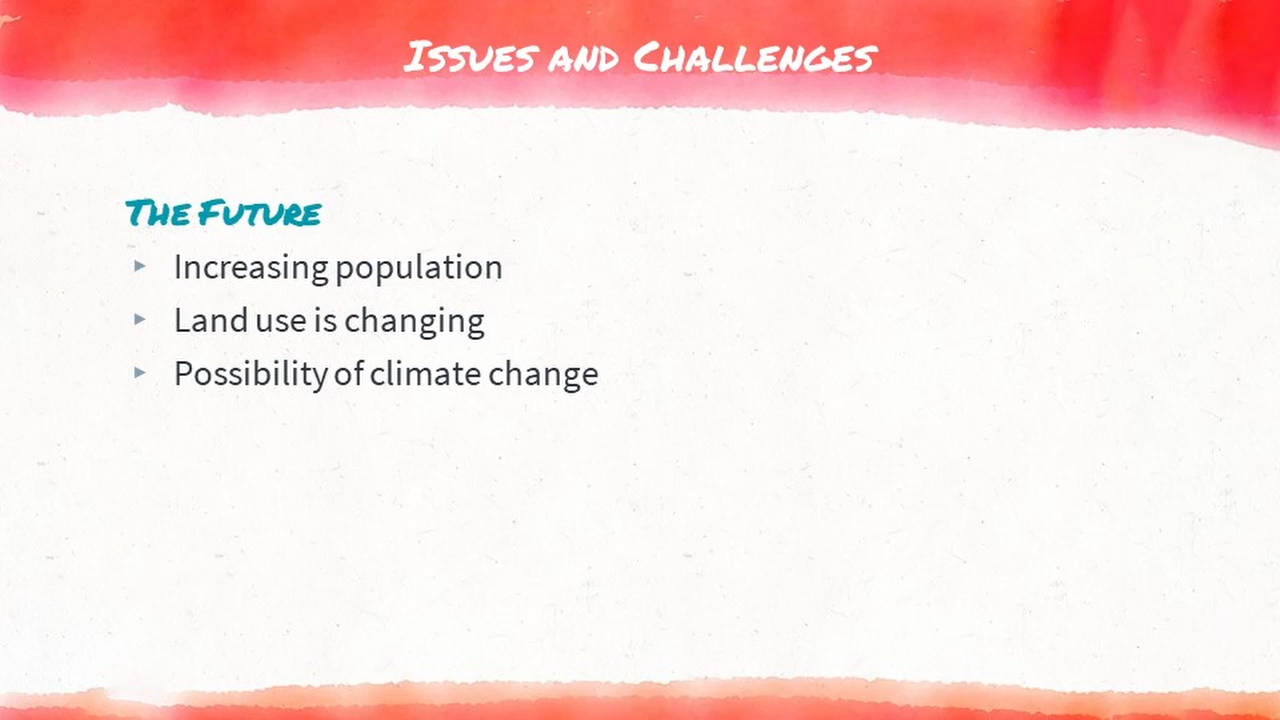 Issues and Challenges
The Future
Increasing population
Land use is changing
Possibility of climate change